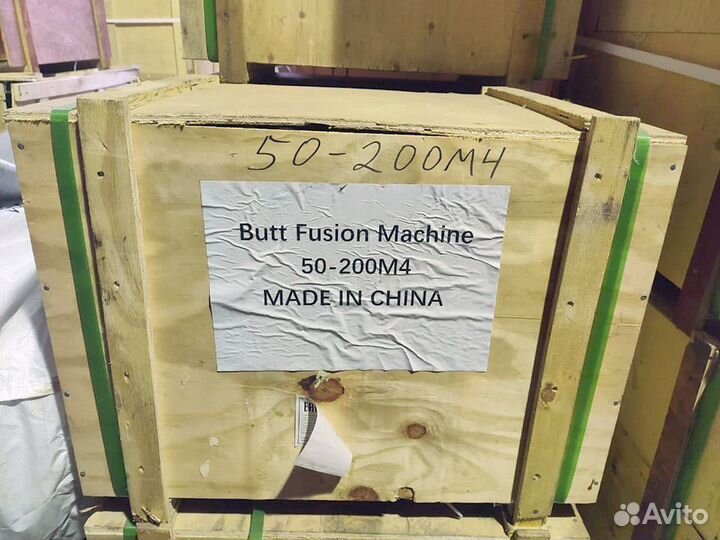 50-200M4
Butt Fusion Machine
50-200M4
MADE IN CHINA
Avito